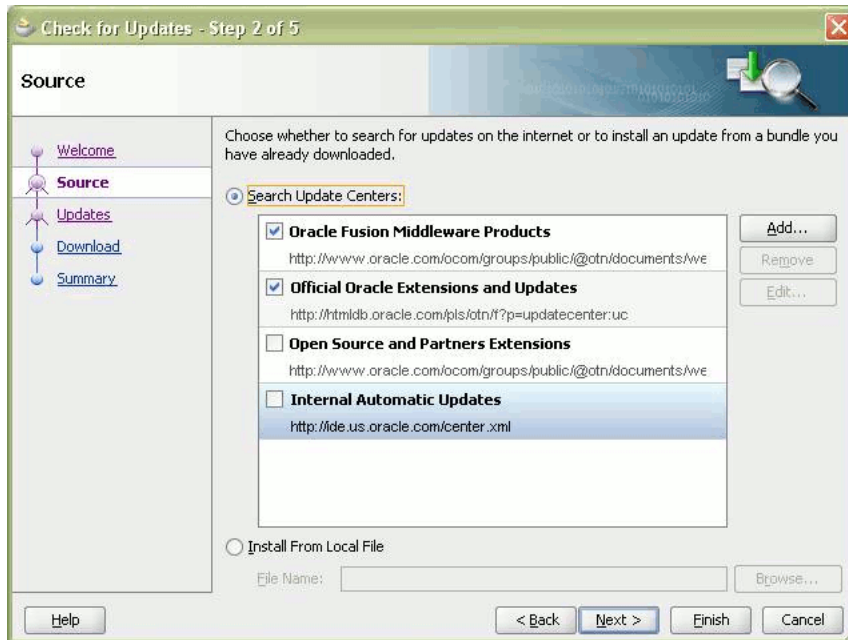 Check for Updates - Step 2 of 5
Source
Welcome
Source
Updates
Download
Summary
Choose whether to search for updates on the internet or to install an update from a bundle you
have already downloaded.
Search Update Centers:
Oracle Fusion Middleware Products
http://www.oracle.com/ocom/groups/public/@otn/documents/we
Official Oracle Extensions and Updates
http://htmldb.oracle.com/pls/otn/f?p=updatecenter:uc
Open Source and Partners Extensions
http://www.oracle.com/ocom/groups/public/@otn/documents/we
Internal Automatic Updates
http://ide.us.oracle.com/center.xml
Add...
Remove
Edit...
Install From Local File
File Name:
Browse...
Help
< Back
Next >
Finish
Cancel